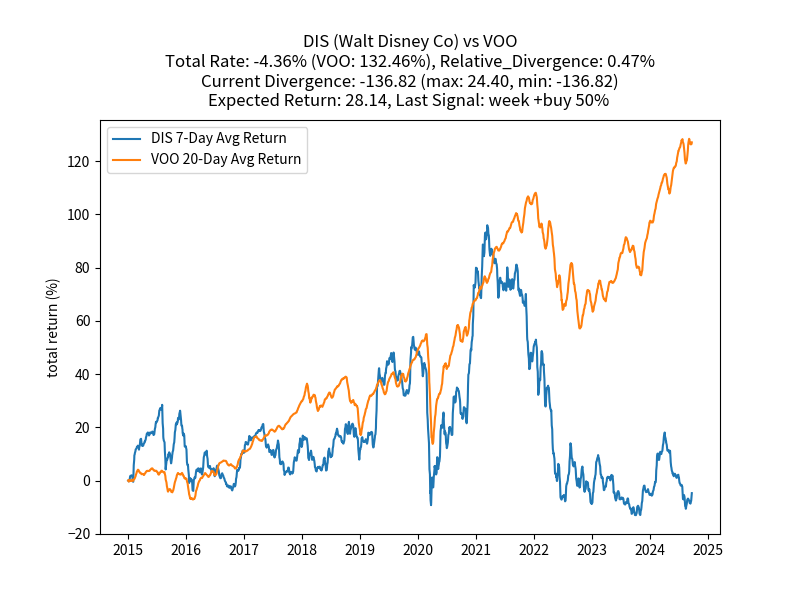 DIS (Walt Disney Co) vs VOO
Total Rate: -4.36% (VOO: 132.46%), Relative_Divergence: 0.47%
Current Divergence: -136.82 (max: 24.40, min: -136.82)
Expected Return: 28.14, Last Signal: week +buy 50%
DIS 7-Day Avg Return
VOO 20-Day Avg Return
total return (%)
120
100
80
60
40
20
0
−20
2015 2016 2017 2018 2019 2020 2021 2022 2023 2024 2025